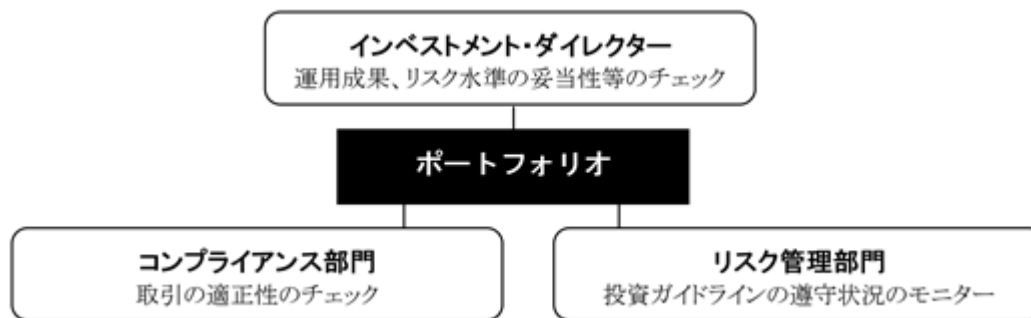 インベストメント・ダイレクター
運用成果、リスク水準の妥当性等のチェック
ポートフォリオ
コンプライアンス部門
取引の適正性のチェック
リスク管理部門
投資ガイドラインの遵守状況のモニター